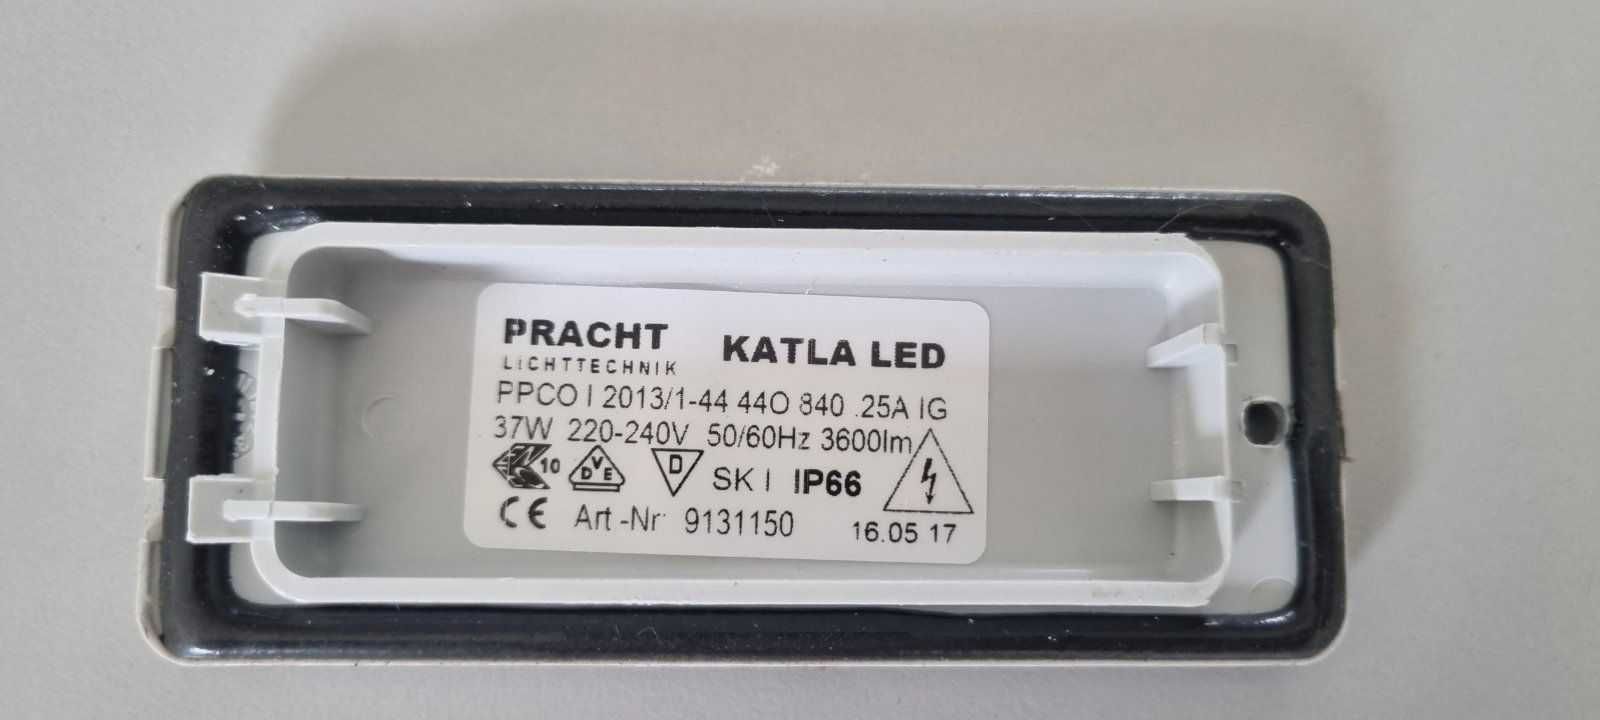 PRACHT KATLA LED
LICHTTECHNIK
PPCO I 2013/1-44 44O 840 .25A IG
37W 220-240V 50/60Hz 3600lm
10 VDE D SK I IP66
CE Art.-Nr. 9131150 16.05.17